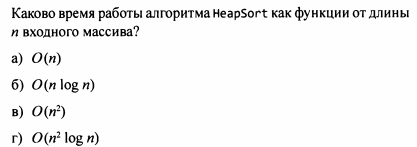 Каково время работы алгоритма HeapSort как функции от длины
n входного массива?
а) O(n)
б) O(n log n)
в) O(n²)
г) O(n² log n)